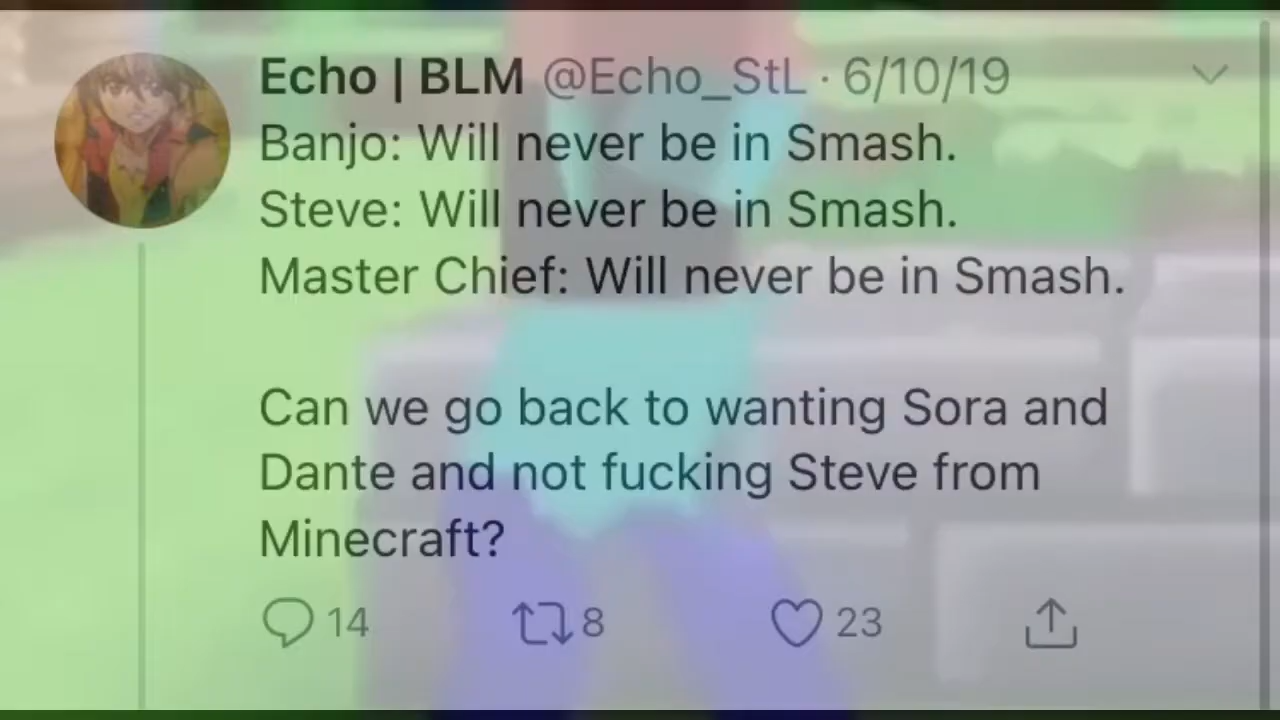 Echo | BLM @Echo_StL · 6/10/19
Banjo: Will never be in Smash.
Steve: Will never be in Smash.
Master Chief: Will never be in Smash.
Can we go back to wanting Sora and
Dante and not fucking Steve from
Minecraft?
14 8 23